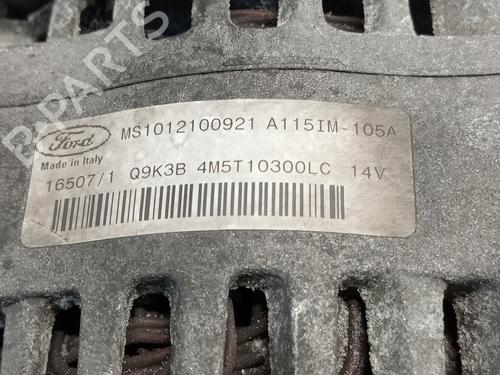 B-PARTS
Ford
Made in Italy
MS1012100921 A115IM-105A
16507/1 Q9K3B 4M5T10300LC 14V